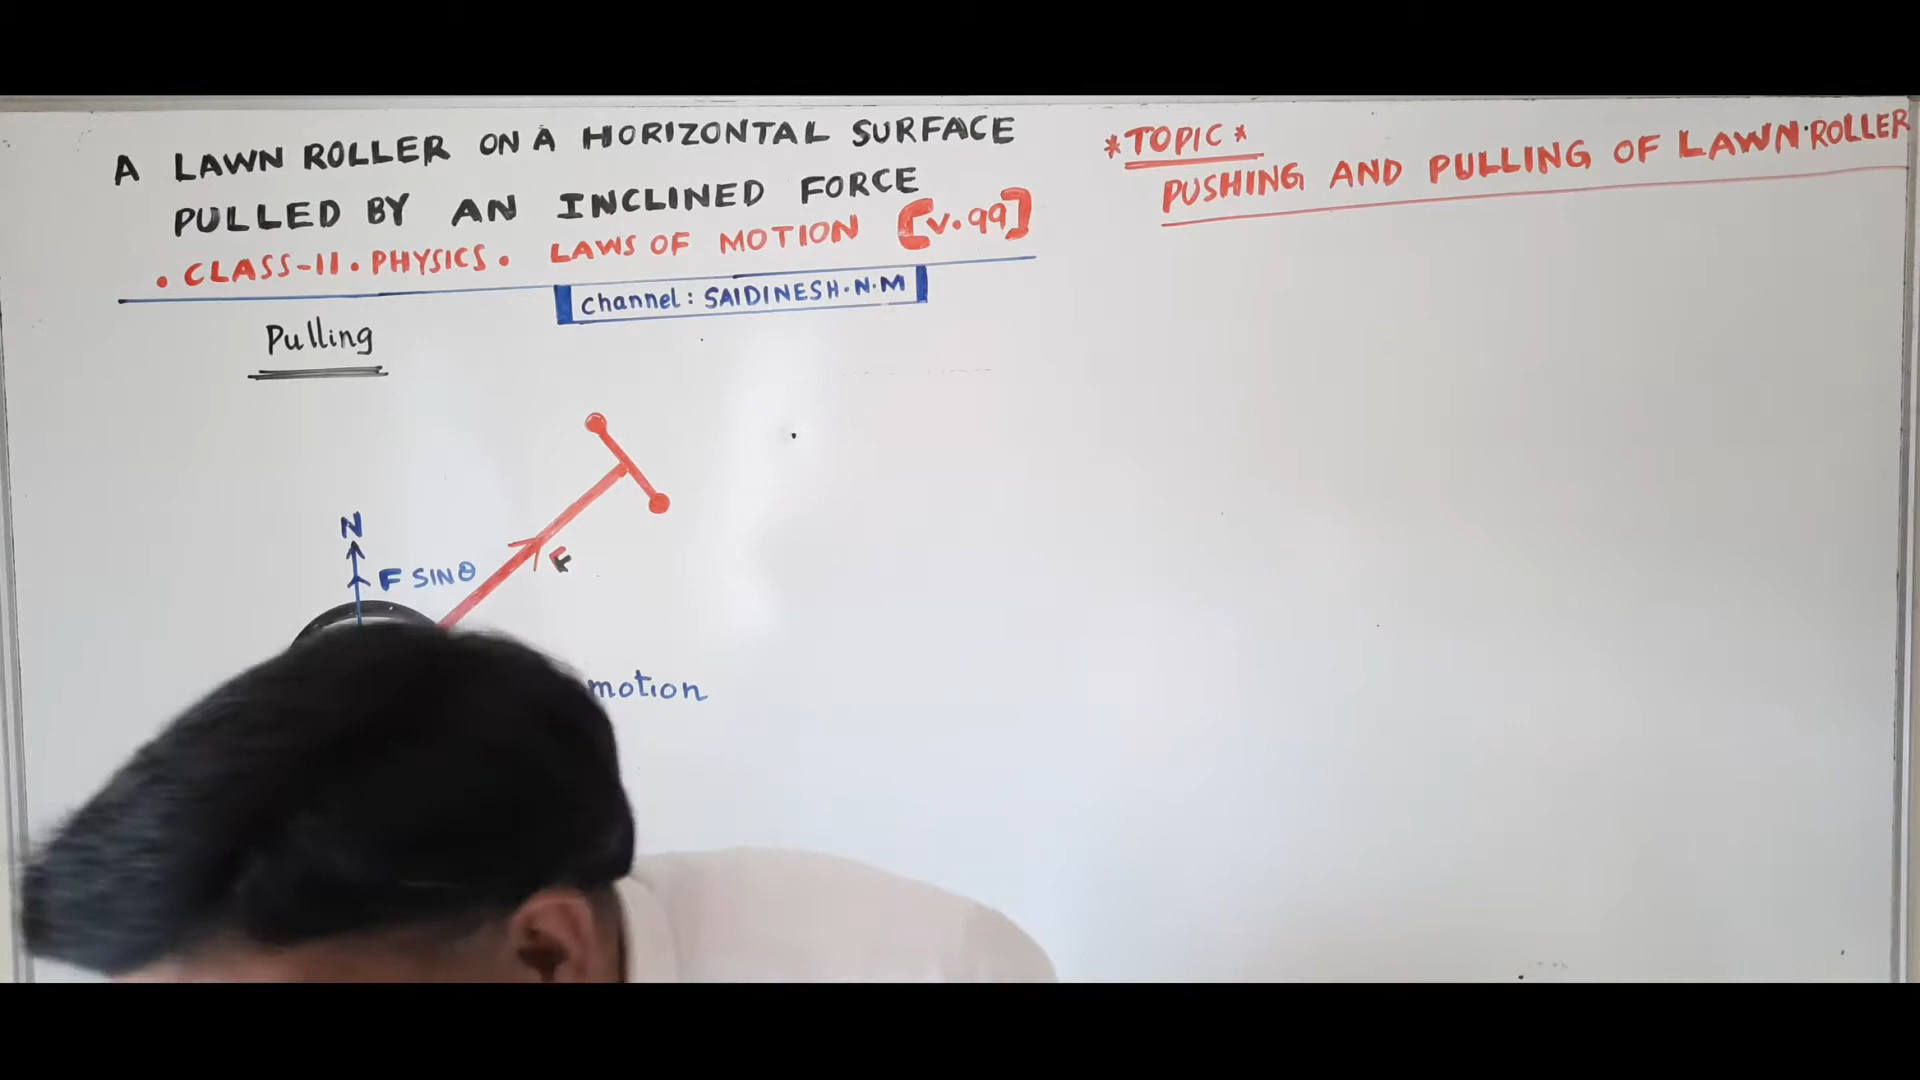 A LAWN ROLLER ON A HORIZONTAL SURFACE
PULLED BY AN INCLINED FORCE
• CLASS-11 • PHYSICS • LAWS OF MOTION [V.99]
Channel: SAIDINESH.N.M
*TOPIC*
PUSHING AND PULLING OF LAWN ROLLER
Pulling
N
F SINθ
F
motion